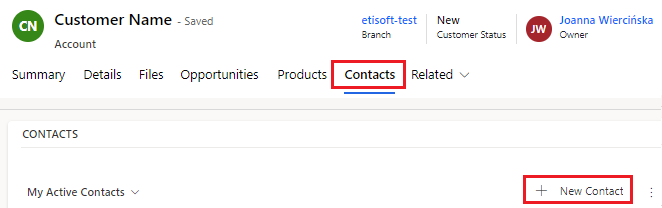 CN
Customer Name - Saved
Account
etisoft-test
Branch
New
Customer Status
JW
Joanna Wiercińska
Owner
Summary Details Files Opportunities Products Contacts Related
CONTACTS
My Active Contacts
+ New Contact